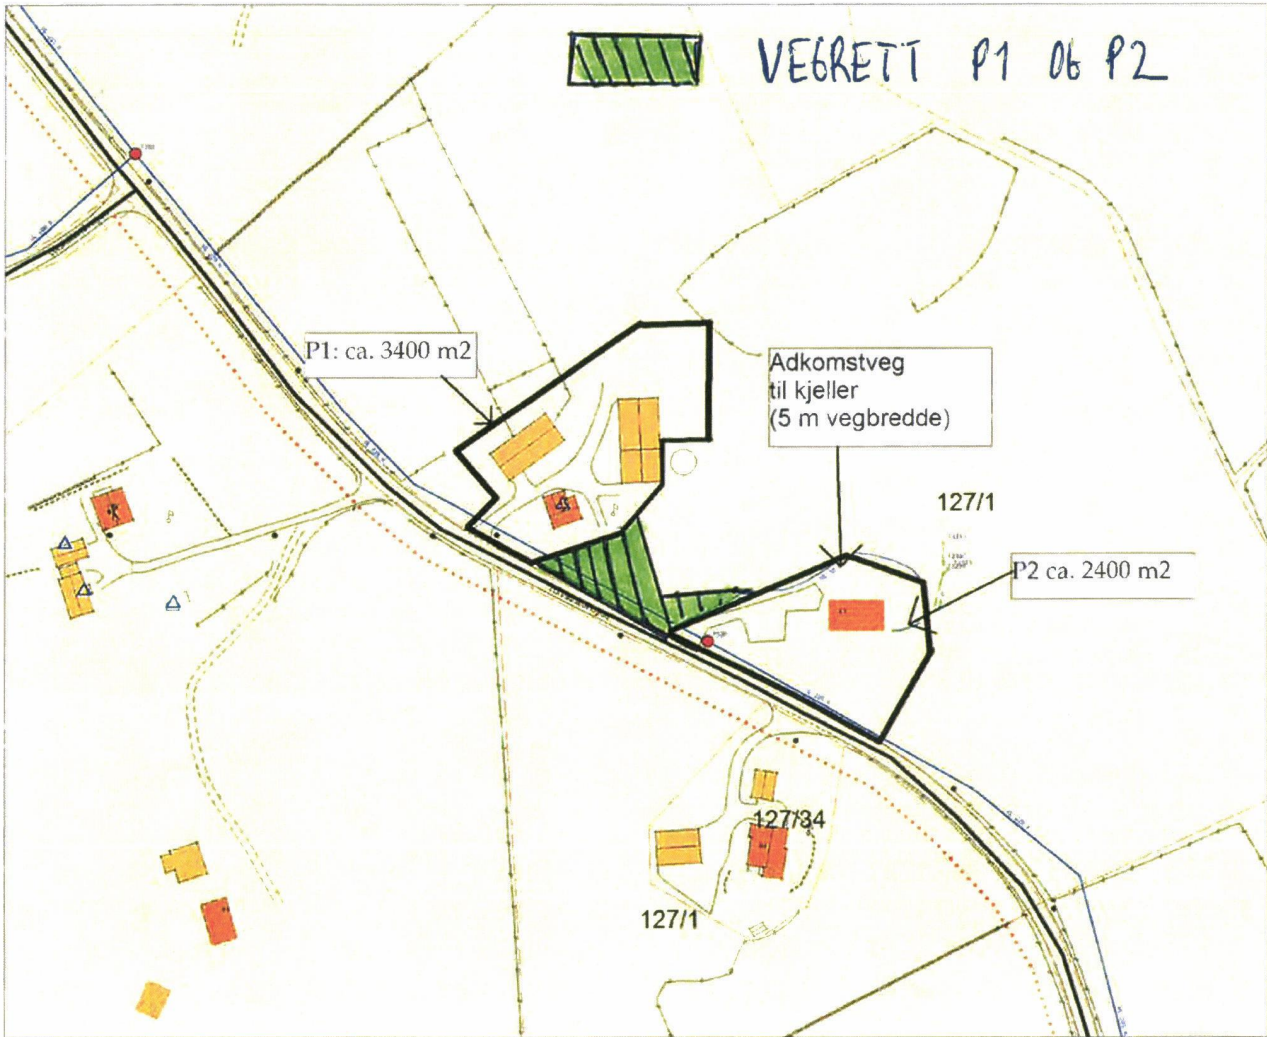 VEGRETT P1 OG P2
P1: ca. 3400 m2
Adkomstveg
til kjeller
(5 m vegbredde)
127/1
P2 ca. 2400 m2
127/34
127/1